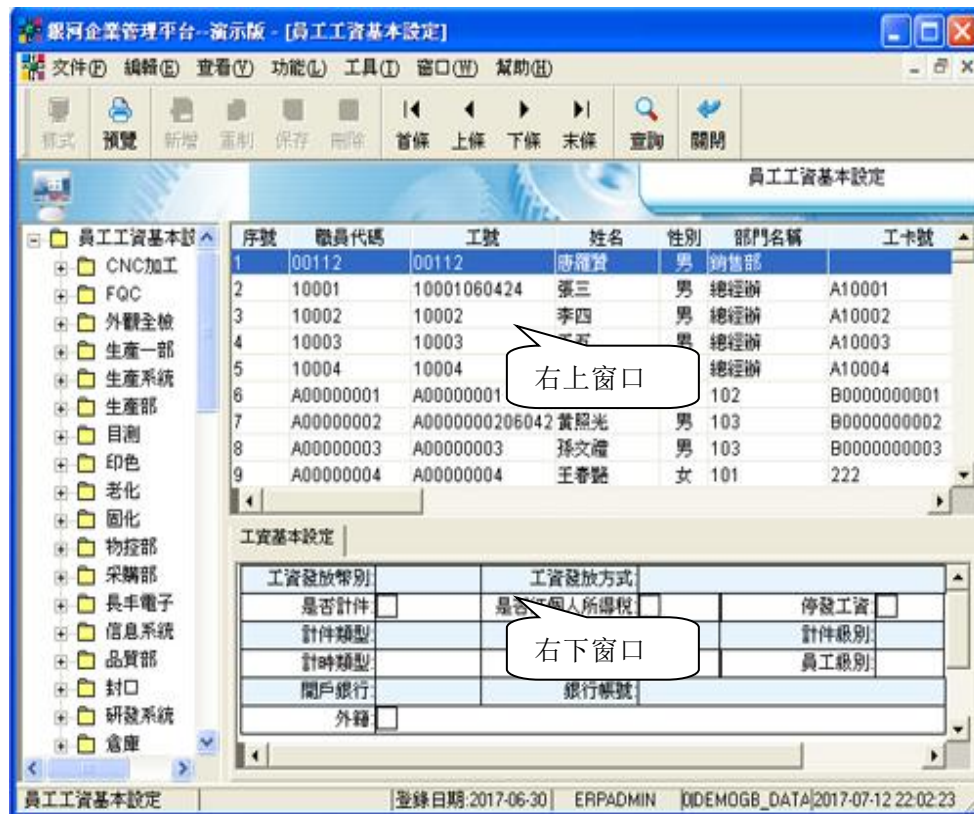 銀河企業管理平台--演示版 - [員工工資基本設定]
文件(F) 編輯(E) 查看(V) 功能(L) 工具(T) 窗口(W) 幫助(H)
樣式 預覽 新增 複制 保存 刪除 首條 上條 下條 末條 查詢 關閉
員工工資基本設定
員工工資基本設
CNC加工
FQC
外觀全檢
生產一部
生產系統
生產部
目測
印色
老化
固化
物控部
采購部
長丰電子
信息系統
品質部
封口
研發系統
倉庫
序號 職員代碼 工號 姓名 性別 部門名稱 工卡號
1 00112 00112 唐羅贊 男 銷售部
2 10001 10001060424 張三 男 總經辦 A10001
3 10002 10002 李四 男 總經辦 A10002
4 10003 10003 男 總經辦 A10003
5 10004 10004 總經辦 A10004
6 A00000001 A00000001 102 B0000000001
7 A00000002 A0000000206042 黃照光 男 103 B0000000002
8 A00000003 A00000003 孫文禮 男 103 B0000000003
9 A00000004 A00000004 王春艷 女 101 222
右上窗口
工資基本設定
工資發放幣別: 工資發放方式:
是否計件: 是否征個人所得稅: 停發工資:
計件類型: 計件級別:
計時類型: 員工級別:
開戶銀行: 銀行帳號:
外籍:
右下窗口
員工工資基本設定 登錄日期:2017-06-30 ERPADMIN DEMOGB_DATA 2017-07-12 22:02:23